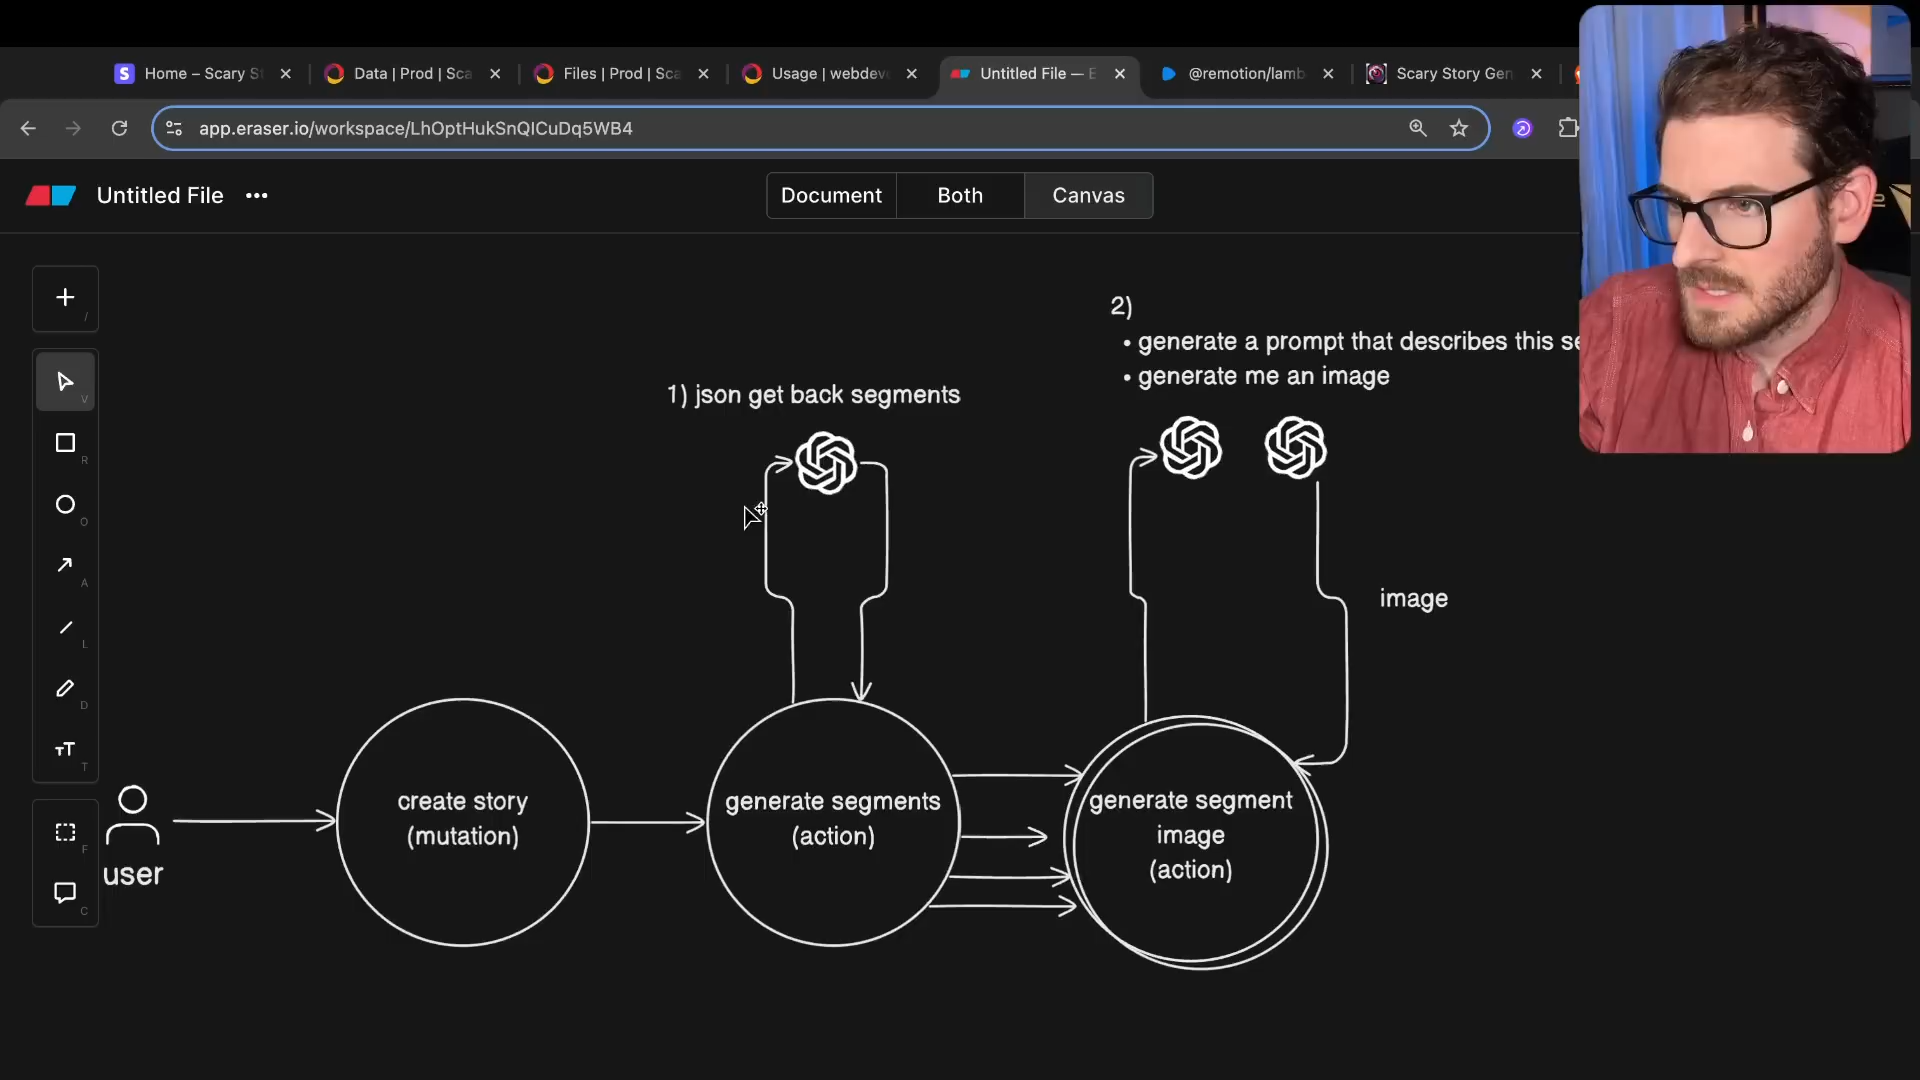 Home – Scary S
Data | Prod | Sca
Files | Prod | Sca
Usage | webdev
Untitled File — E
@remotion/lamb
Scary Story Gen
app.eraser.io/workspace/LhOptHukSnQICuDq5WB4
Untitled File
Document
Both
Canvas
/
V
R
O
A
L
D
T
F
C
1) json get back segments
2)
• generate a prompt that describes this se
• generate me an image
image
user
create story
(mutation)
generate segments
(action)
generate segment
image
(action)